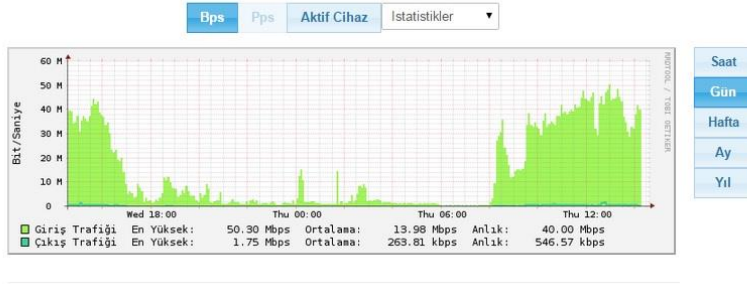 Bps Pps Aktif Cihaz Istatistikler
60 M
50 M
40 M
30 M
20 M
10 M
0
Bit/Saniye
RRDTOOL / TOBI OETIKER
Wed 18:00 Thu 00:00 Thu 06:00 Thu 12:00
Giriş Trafiği En Yüksek: 50.30 Mbps Ortalama: 13.98 Mbps Anlık: 40.00 Mbps
Çıkış Trafiği En Yüksek: 1.75 Mbps Ortalama: 263.81 kbps Anlık: 546.57 kbps
Saat
Gün
Hafta
Ay
Yıl